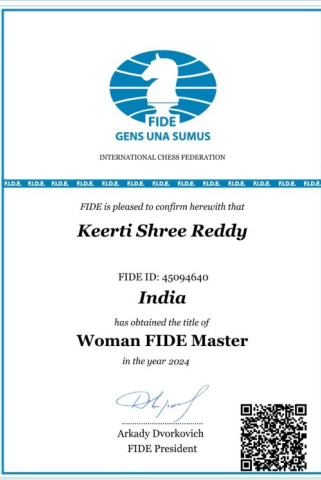 FIDE
GENS UNA SUMUS
INTERNATIONAL CHESS FEDERATION
F.I.D.E. F.I.D.E. F.I.D.E. F.I.D.E. F.I.D.E. F.I.D.E. F.I.D.E. F.I.D.E. F.I.D.E. F.I.D.E. F.I.D.E. F.I.D.E. F.I.D.E.
FIDE is pleased to confirm herewith that
Keerti Shree Reddy
FIDE ID: 45094640
India
has obtained the title of
Woman FIDE Master
in the year 2024
Arkady Dvorkovich
FIDE President